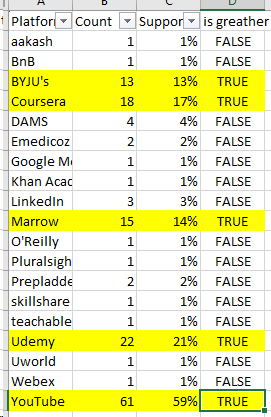 A B C D
Platforn Count Suppor is greather
aakash 1 1% FALSE
BnB 1 1% FALSE
BYJU's 13 13% TRUE
Coursera 18 17% TRUE
DAMS 4 4% FALSE
Emedicoz 2 2% FALSE
Google Me 1 1% FALSE
Khan Acac 1 1% FALSE
LinkedIn 3 3% FALSE
Marrow 15 14% TRUE
O'Reilly 1 1% FALSE
Pluralsigh 1 1% FALSE
Prepladde 2 2% FALSE
skillshare 1 1% FALSE
teachable 1 1% FALSE
Udemy 22 21% TRUE
Uworld 1 1% FALSE
Webex 1 1% FALSE
YouTube 61 59% TRUE